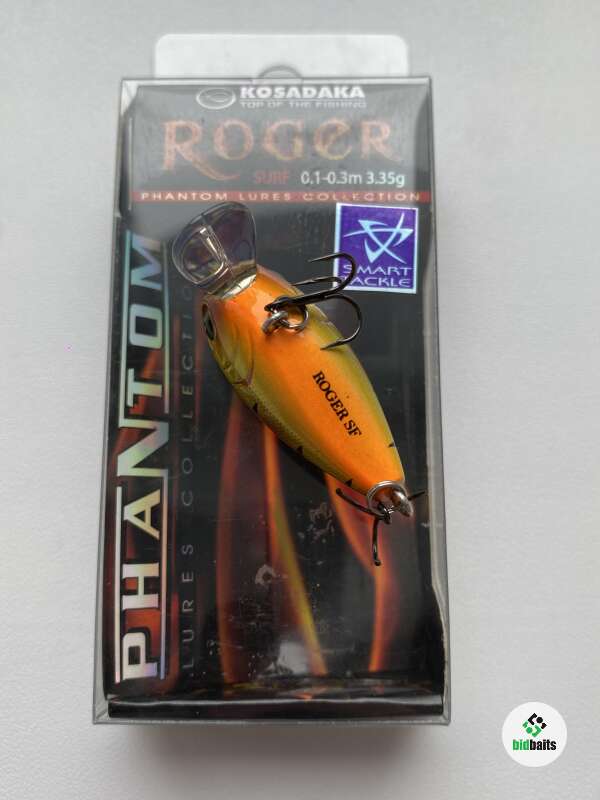 KOSADAKA
TOP OF THE FISHING
ROGER
SURF 0.1-0.3m 3.35g
PHANTOM LURES COLLECTION
SMART
TACKLE
PHANTOM
LURES COLLECTION
ROGER SF
bidbaits